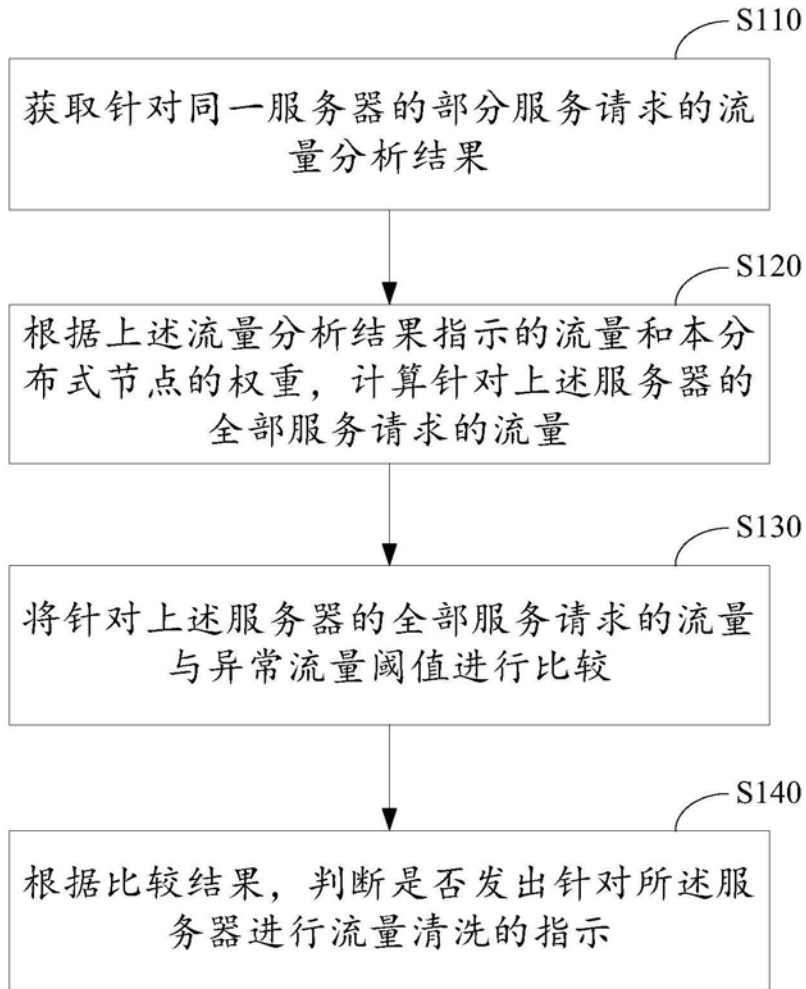 S110
获取针对同一服务器的部分服务请求的流
量分析结果
S120
根据上述流量分析结果指示的流量和本分
布式节点的权重，计算针对上述服务器的
全部服务请求的流量
S130
将针对上述服务器的全部服务请求的流量
与异常流量阈值进行比较
S140
根据比较结果，判断是否发出针对所述服
务器进行流量清洗的指示